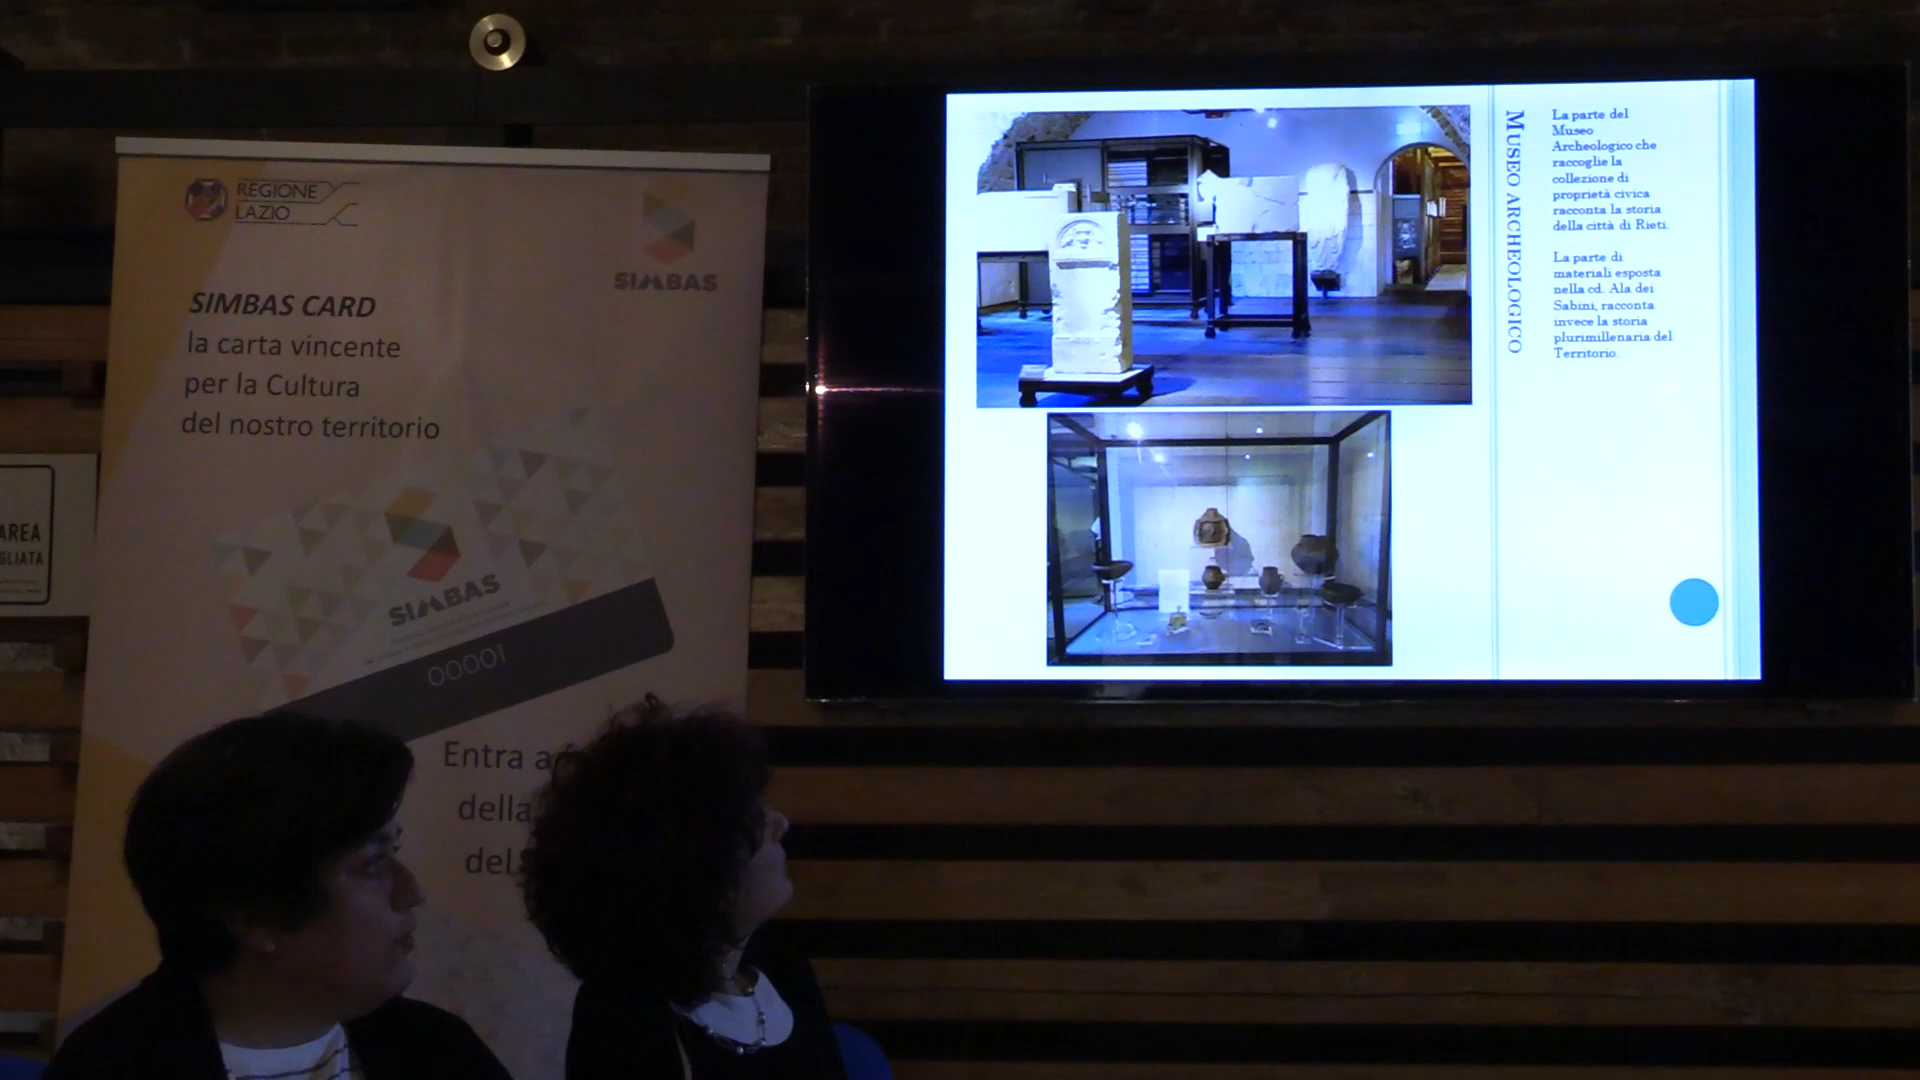 REGIONE
LAZIO
SIMBAS
SIMBAS CARD
la carta vincente
per la Cultura
del nostro territorio
SIMBAS
00001
Entra a
della
del
AREA
GLIATA
MUSEO ARCHEOLOGICO
La parte del
Museo
Archeologico che
raccoglie la
collezione di
proprietà civica
racconta la storia
della città di Rieti.
La parte di
materiali esposta
nella cd. Ala dei
Sabini, racconta
invece la storia
plurimillenaria del
Territorio.